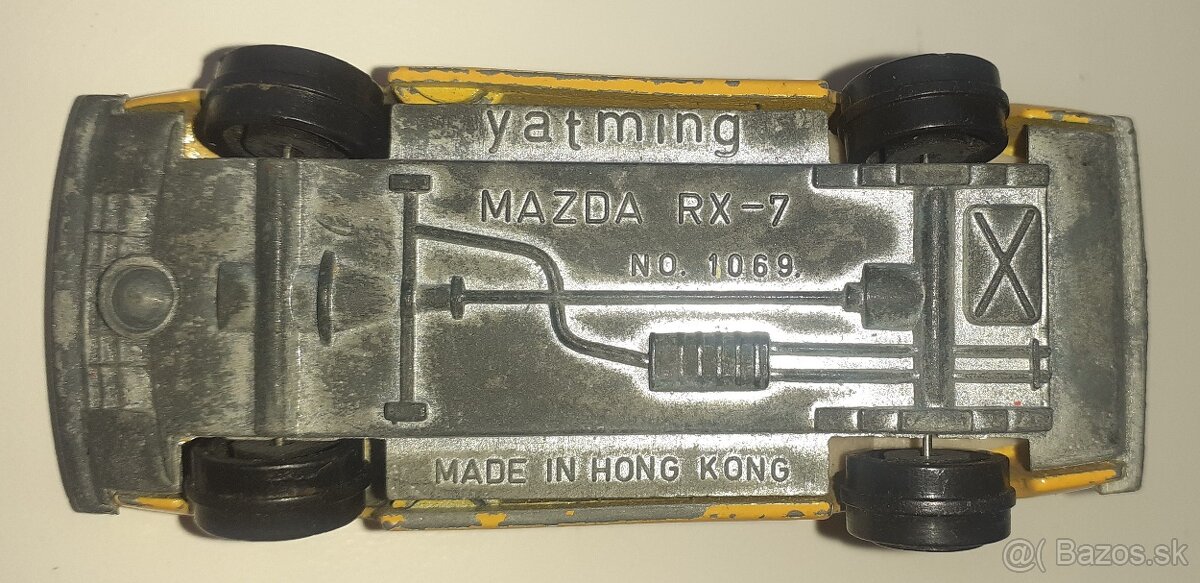 yatming
MAZDA RX-7
NO. 1069.
MADE IN HONG KONG
@( Bazos.sk